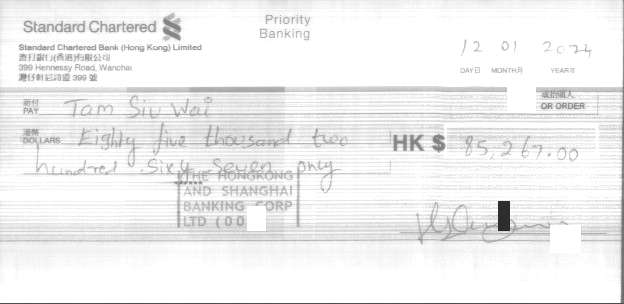 Standard Chartered
Priority
Banking
Standard Chartered Bank (Hong Kong) Limited
渣打銀行(香港)有限公司
399 Hennessy Road, Wanchai
灣仔軒尼詩道 399 號
12 01 2024
DAY日 MONTH月 YEAR年
祈付
PAY Tam Siu Wai
或持票人
OR ORDER
港幣
DOLLARS Eighty five thousand two
hundred Sixty Seven only
HK $ 85,267.00
THE HONGKONG
AND SHANGHAI
BANKING CORP
LTD (00